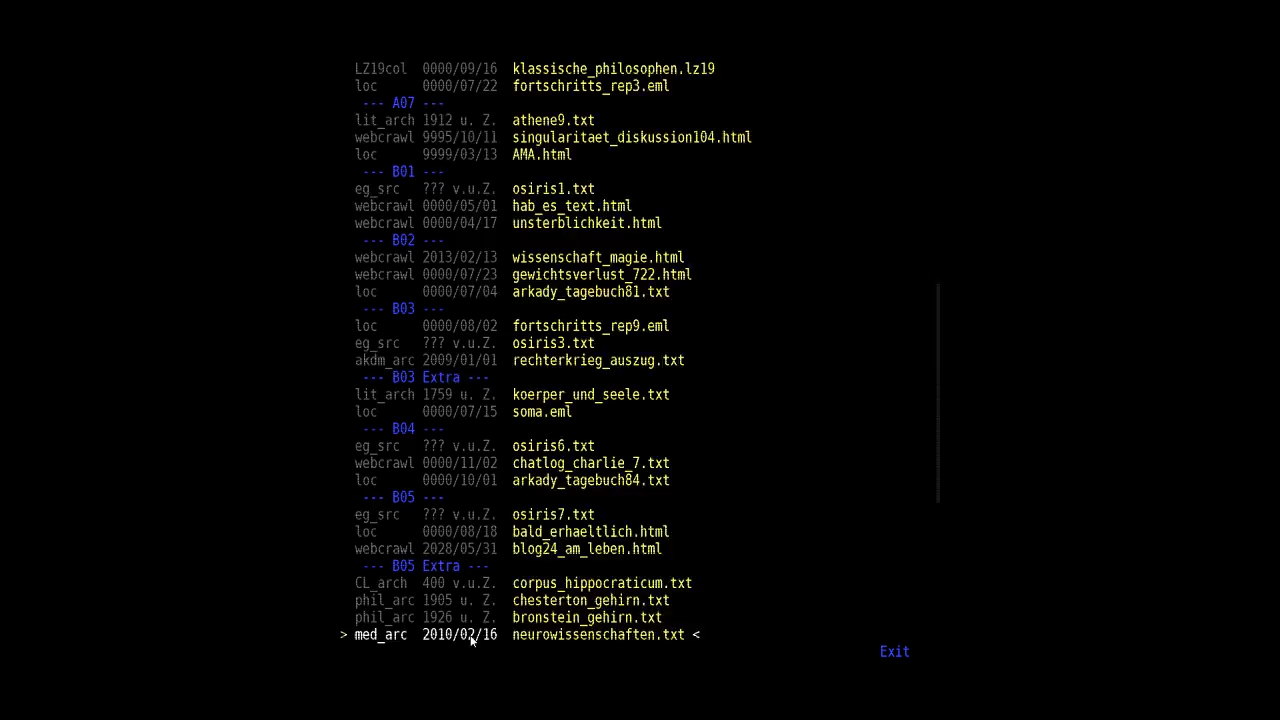 LZ19col 0000/09/16 klassische_philosophen.lz19
loc 0000/07/22 fortschritts_rep3.eml
--- A07 ---
lit_arch 1912 u. Z. athene9.txt
webcrawl 9995/10/11 singularitaet_diskussion104.html
loc 9999/03/13 AMA.html
--- B01 ---
eg_src ??? v.u.Z. osiris1.txt
webcrawl 0000/05/01 hab_es_text.html
webcrawl 0000/04/17 unsterblichkeit.html
--- B02 ---
webcrawl 2013/02/13 wissenschaft_magie.html
webcrawl 0000/07/23 gewichtsverlust_722.html
loc 0000/07/04 arkady_tagebuch81.txt
--- B03 ---
loc 0000/08/02 fortschritts_rep9.eml
eg_src ??? v.u.Z. osiris3.txt
akdm_arc 2009/01/01 rechterkrieg_auszug.txt
--- B03 Extra ---
lit_arch 1759 u. Z. koerper_und_seele.txt
loc 0000/07/15 soma.eml
--- B04 ---
eg_src ??? v.u.Z. osiris6.txt
webcrawl 0000/11/02 chatlog_charlie_7.txt
loc 0000/10/01 arkady_tagebuch84.txt
--- B05 ---
eg_src ??? v.u.Z. osiris7.txt
loc 0000/08/18 bald_erhaeltlich.html
webcrawl 2028/05/31 blog24_am_leben.html
--- B05 Extra ---
CL_arch 400 v.u.Z. corpus_hippocraticum.txt
phil_arc 1905 u. Z. chesterton_gehirn.txt
phil_arc 1926 u. Z. bronstein_gehirn.txt
> med_arc 2010/02/16 neurowissenschaften.txt <
Exit